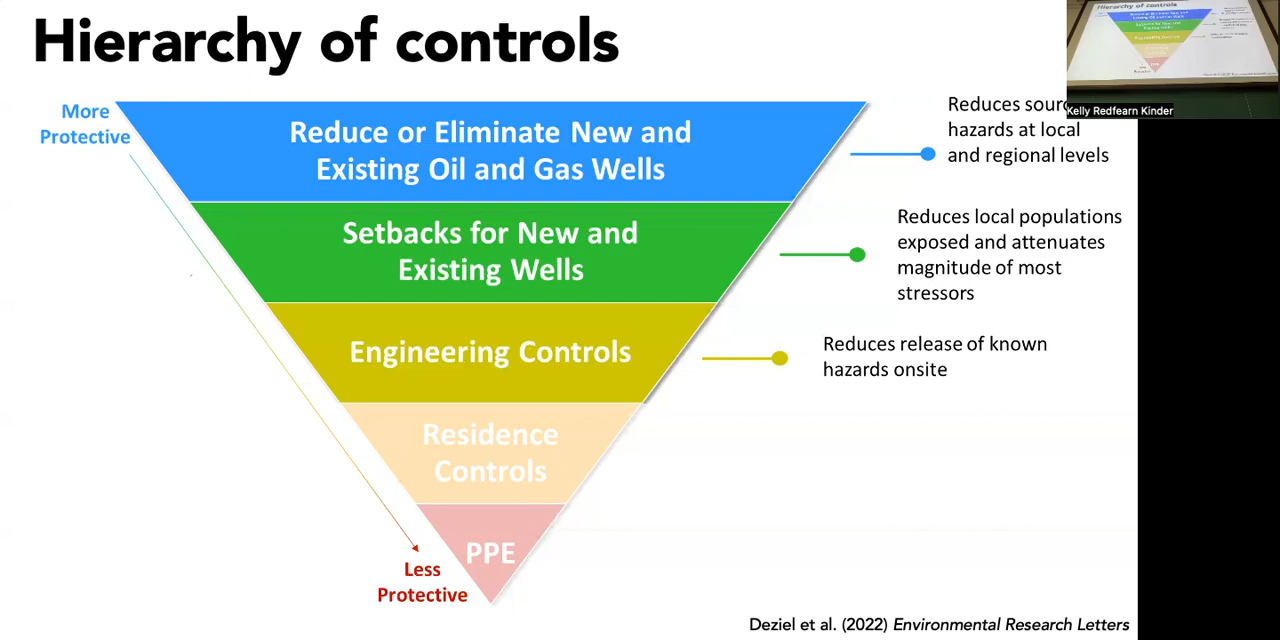 Hierarchy of controls
More
Protective
Reduce or Eliminate New and
Existing Oil and Gas Wells
Reduces
hazards at local
and regional levels
Kelly Redfearn Kinder
Setbacks for New and
Existing Wells
Reduces local populations
exposed and attenuates
magnitude of most
stressors
Engineering Controls
Reduces release of known
hazards onsite
Residence
Controls
PPE
Less
Protective
Deziel et al. (2022) Environmental Research Letters
Hierarchy of controls